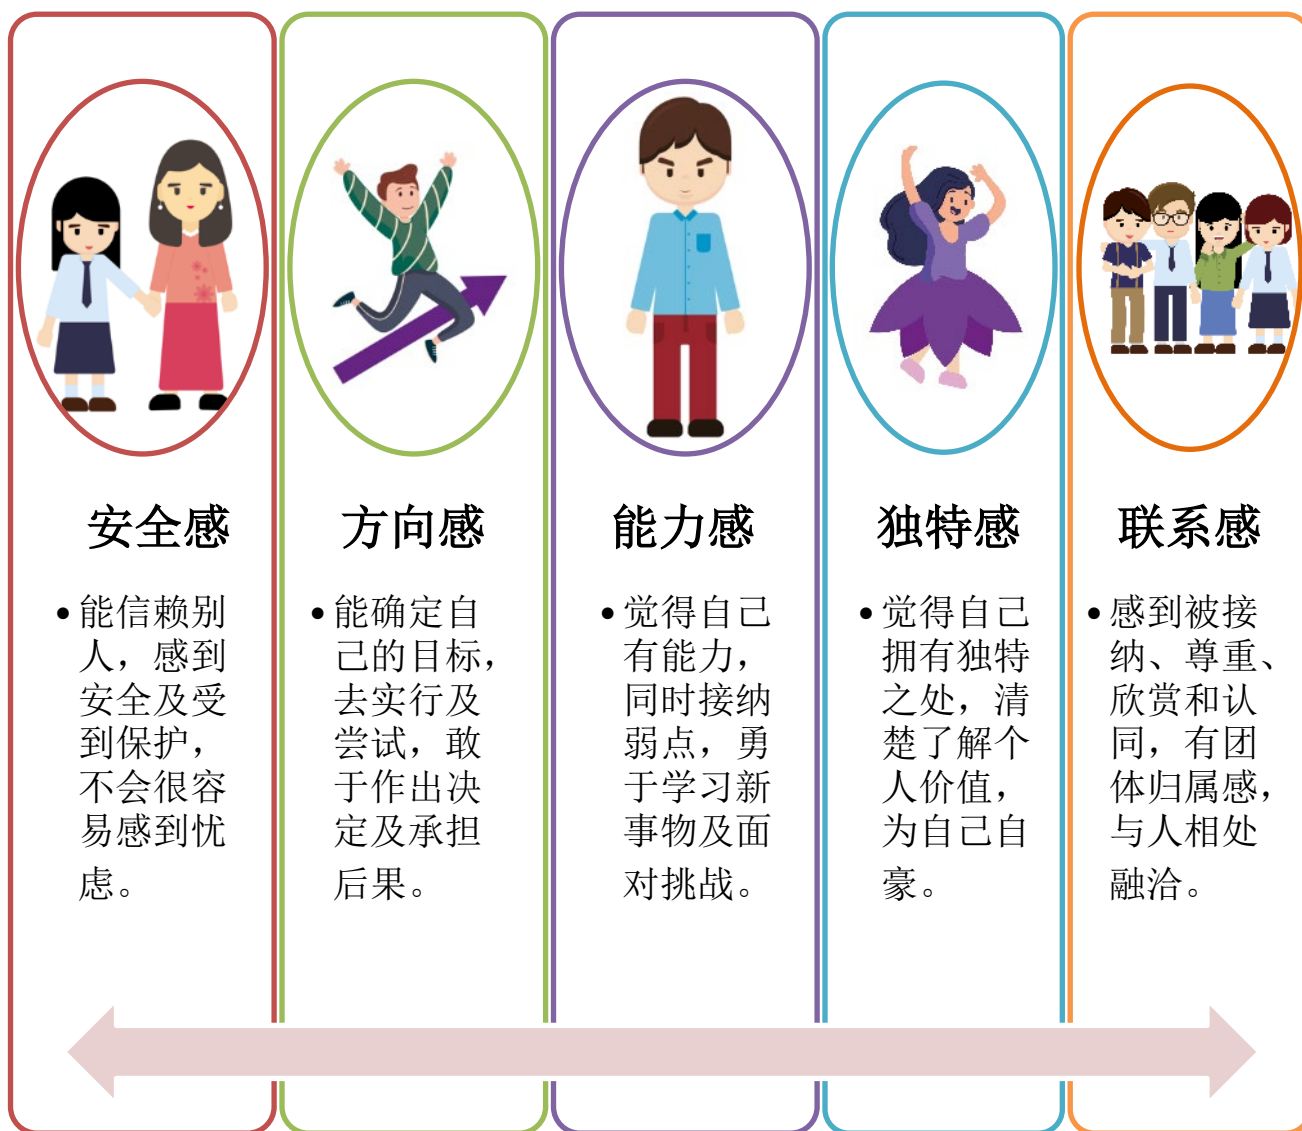 安全感
• 能信赖别
人，感到
安全及受
到保护，
不会很容
易感到忧
虑。
方向感
• 能确定自
己的目标，
去实行及
尝试，敢
于作出决
定及承担
后果。
能力感
• 觉得自己
有能力，
同时接纳
弱点，勇
于学习新
事物及面
对挑战。
独特感
• 觉得自己
拥有独特
之处，清
楚了解个
人价值，
为自己自
豪。
联系感
• 感到被接
纳、尊重、
欣赏和认
同，有团
体归属感，
与人相处
融洽。